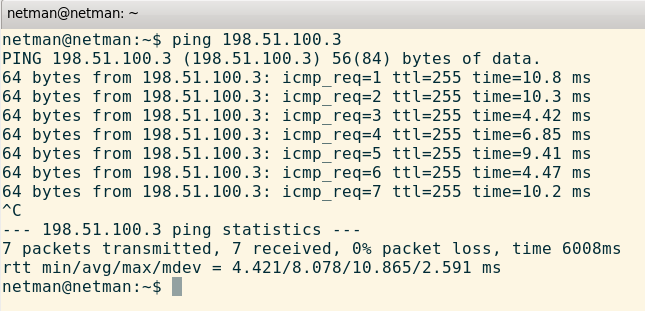 netman@netman: ~
netman@netman:~$ ping 198.51.100.3
PING 198.51.100.3 (198.51.100.3) 56(84) bytes of data.
64 bytes from 198.51.100.3: icmp_req=1 ttl=255 time=10.8 ms
64 bytes from 198.51.100.3: icmp_req=2 ttl=255 time=10.3 ms
64 bytes from 198.51.100.3: icmp_req=3 ttl=255 time=4.42 ms
64 bytes from 198.51.100.3: icmp_req=4 ttl=255 time=6.85 ms
64 bytes from 198.51.100.3: icmp_req=5 ttl=255 time=9.41 ms
64 bytes from 198.51.100.3: icmp_req=6 ttl=255 time=4.47 ms
64 bytes from 198.51.100.3: icmp_req=7 ttl=255 time=10.2 ms
^C
--- 198.51.100.3 ping statistics ---
7 packets transmitted, 7 received, 0% packet loss, time 6008ms
rtt min/avg/max/mdev = 4.421/8.078/10.865/2.591 ms
netman@netman:~$